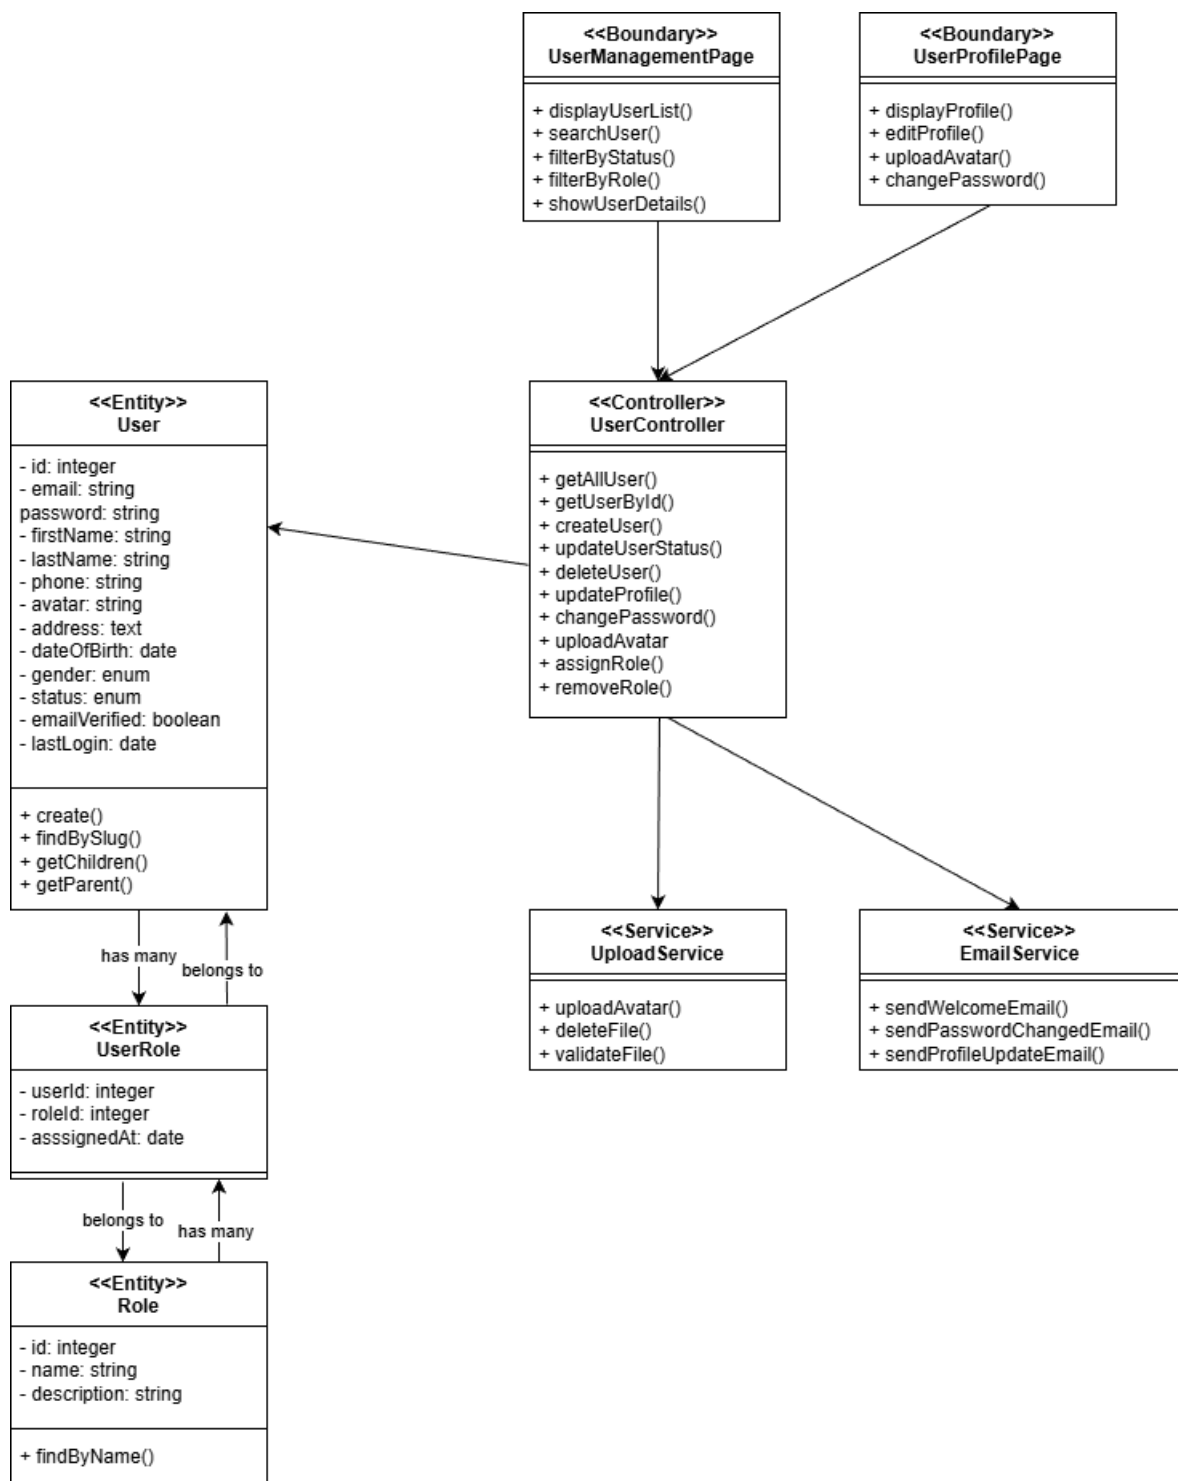 <<Boundary>>
UserManagementPage
+ displayUserList()
+ searchUser()
+ filterByStatus()
+ filterByRole()
+ showUserDetails()
<<Boundary>>
UserProfilePage
+ displayProfile()
+ editProfile()
+ uploadAvatar()
+ changePassword()
<<Entity>>
User
- id: integer
- email: string
password: string
- firstName: string
- lastName: string
- phone: string
- avatar: string
- address: text
- dateOfBirth: date
- gender: enum
- status: enum
- emailVerified: boolean
- lastLogin: date
+ create()
+ findBySlug()
+ getChildren()
+ getParent()
<<Controller>>
UserController
+ getAllUser()
+ getUserById()
+ createUser()
+ updateUserStatus()
+ deleteUser()
+ updateProfile()
+ changePassword()
+ uploadAvatar
+ assignRole()
+ removeRole()
has many
belongs to
<<Entity>>
UserRole
- userId: integer
- roleId: integer
- asssignedAt: date
<<Service>>
UploadService
+ uploadAvatar()
+ deleteFile()
+ validateFile()
<<Service>>
EmailService
+ sendWelcomeEmail()
+ sendPasswordChangedEmail()
+ sendProfileUpdateEmail()
belongs to
has many
<<Entity>>
Role
- id: integer
- name: string
- description: string
+ findByName()